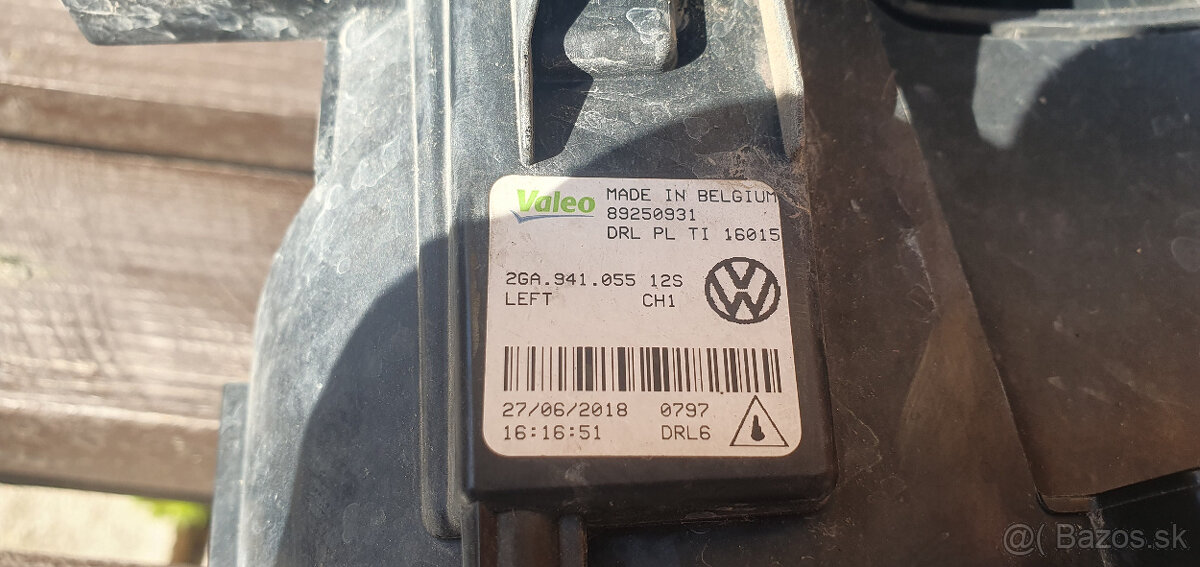 Valeo MADE IN BELGIUM
89250931
DRL PL TI 16015
2GA.941.055 12S
LEFT CH1
27/06/2018 0797
16:16:51 DRL6
@( Bazos.sk